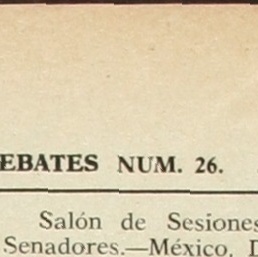 EBATES NUM. 26.
Salón de Sesiones
Senadores.—México, D